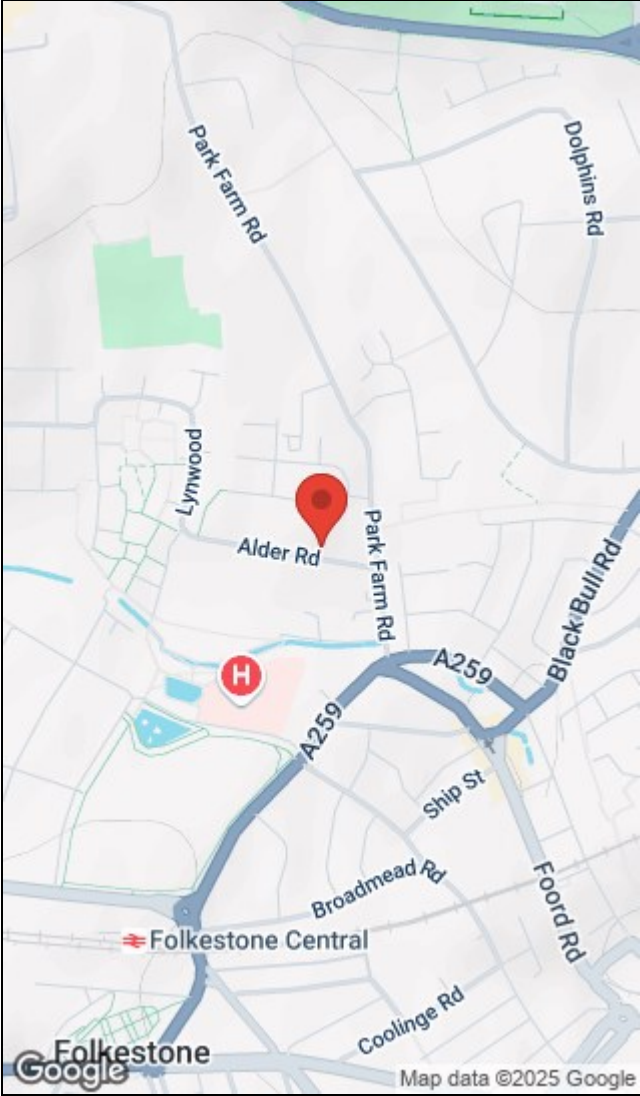 Park Farm Rd
Dolphins Rd
Lynwood
Alder Rd
Park Farm Rd
Black Bull Rd
H
A259
A259
Ship St
Broadmead Rd
Foord Rd
Folkestone Central
Coolinge Rd
Folkestone
Google
Map data ©2025 Google